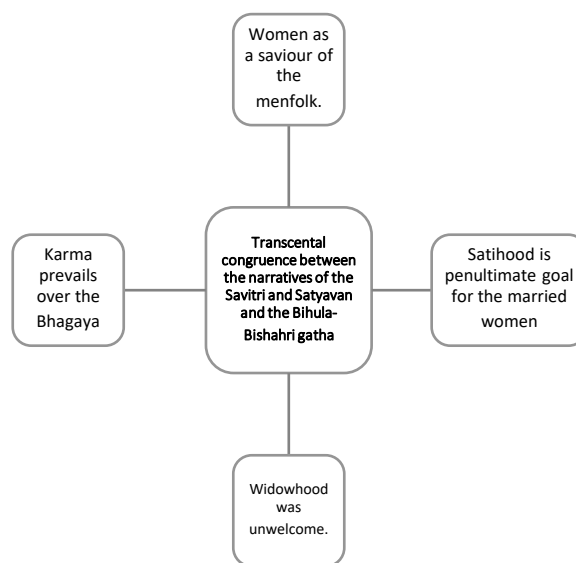 Women as
a saviour of
the
menfolk.
Karma
prevails
over the
Bhagaya
Transcental
congruence between
the narratives of the
Savitri and Satyavan
and the Bihula-
Bishahri gatha
Satihood is
penultimate goal
for the married
women
Widowhood
was
unwelcome.